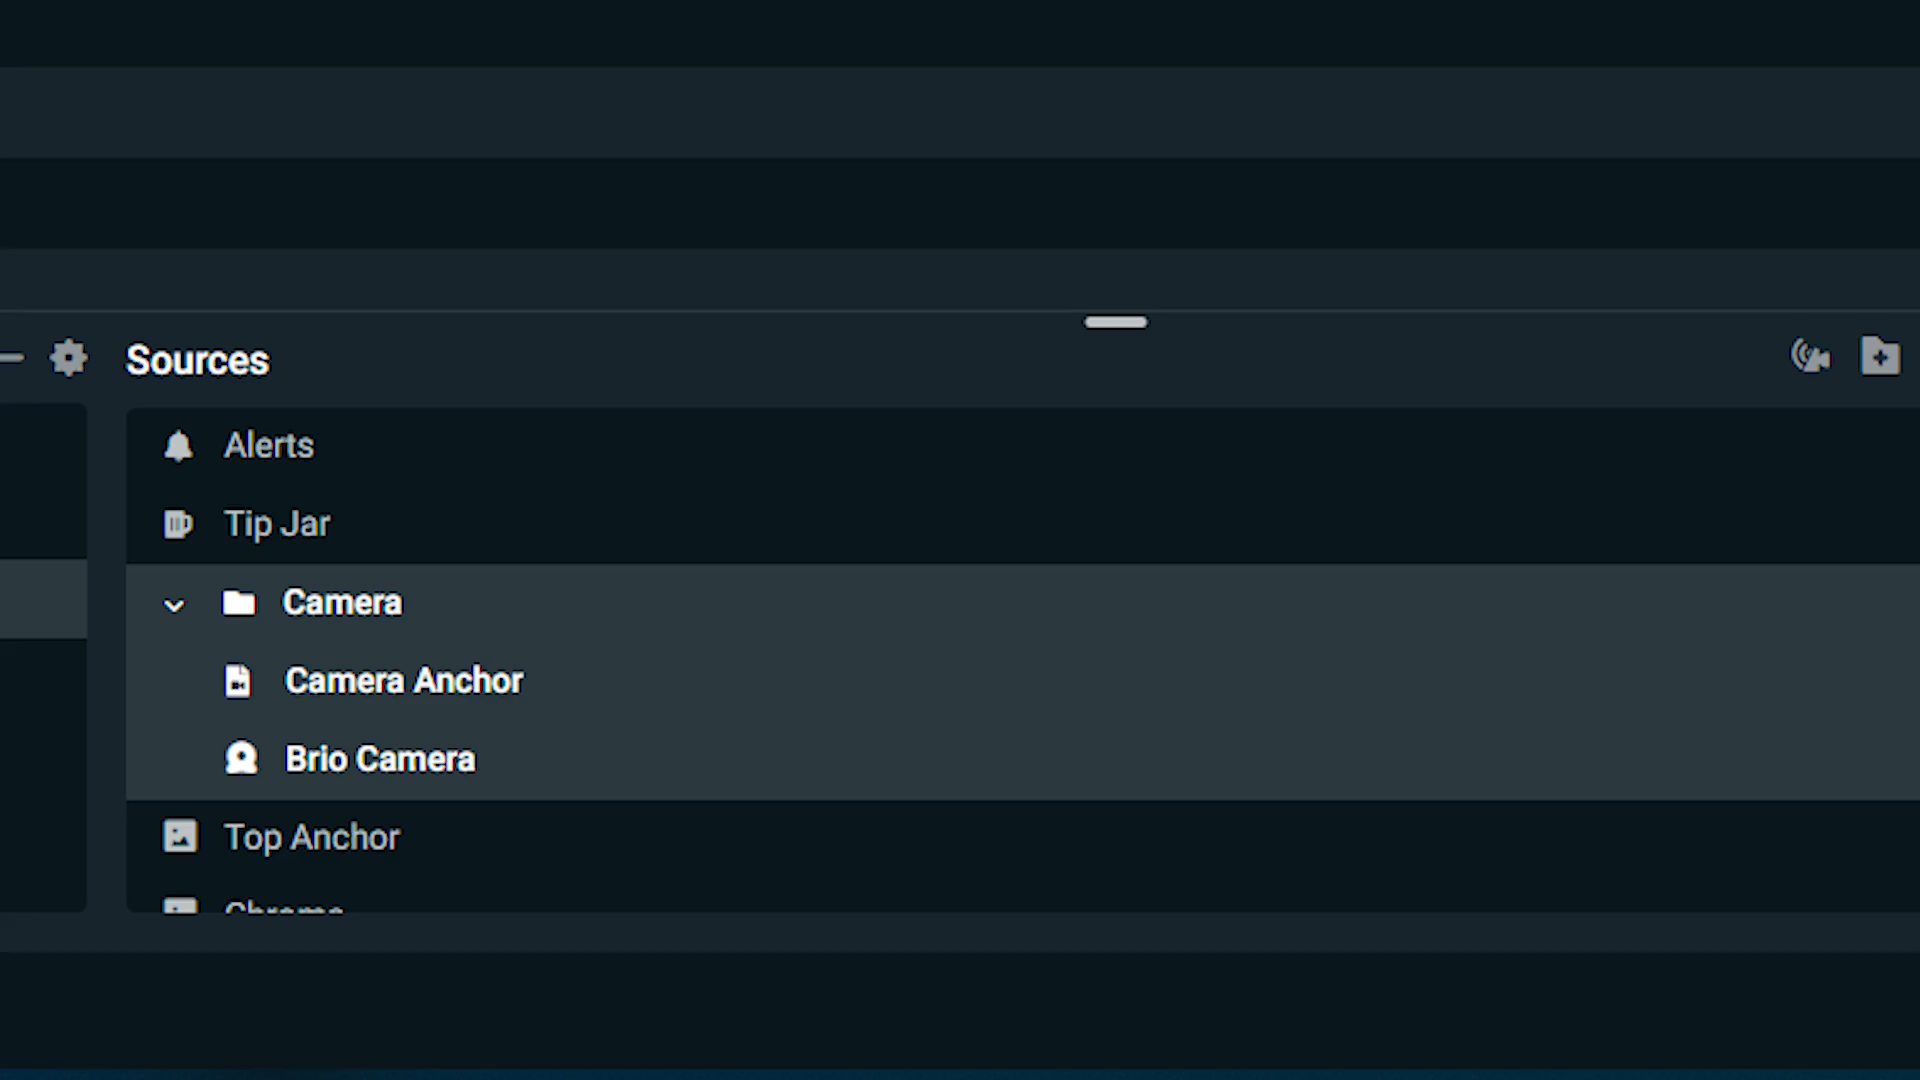 Sources
Alerts
Tip Jar
Camera
Camera Anchor
Brio Camera
Top Anchor